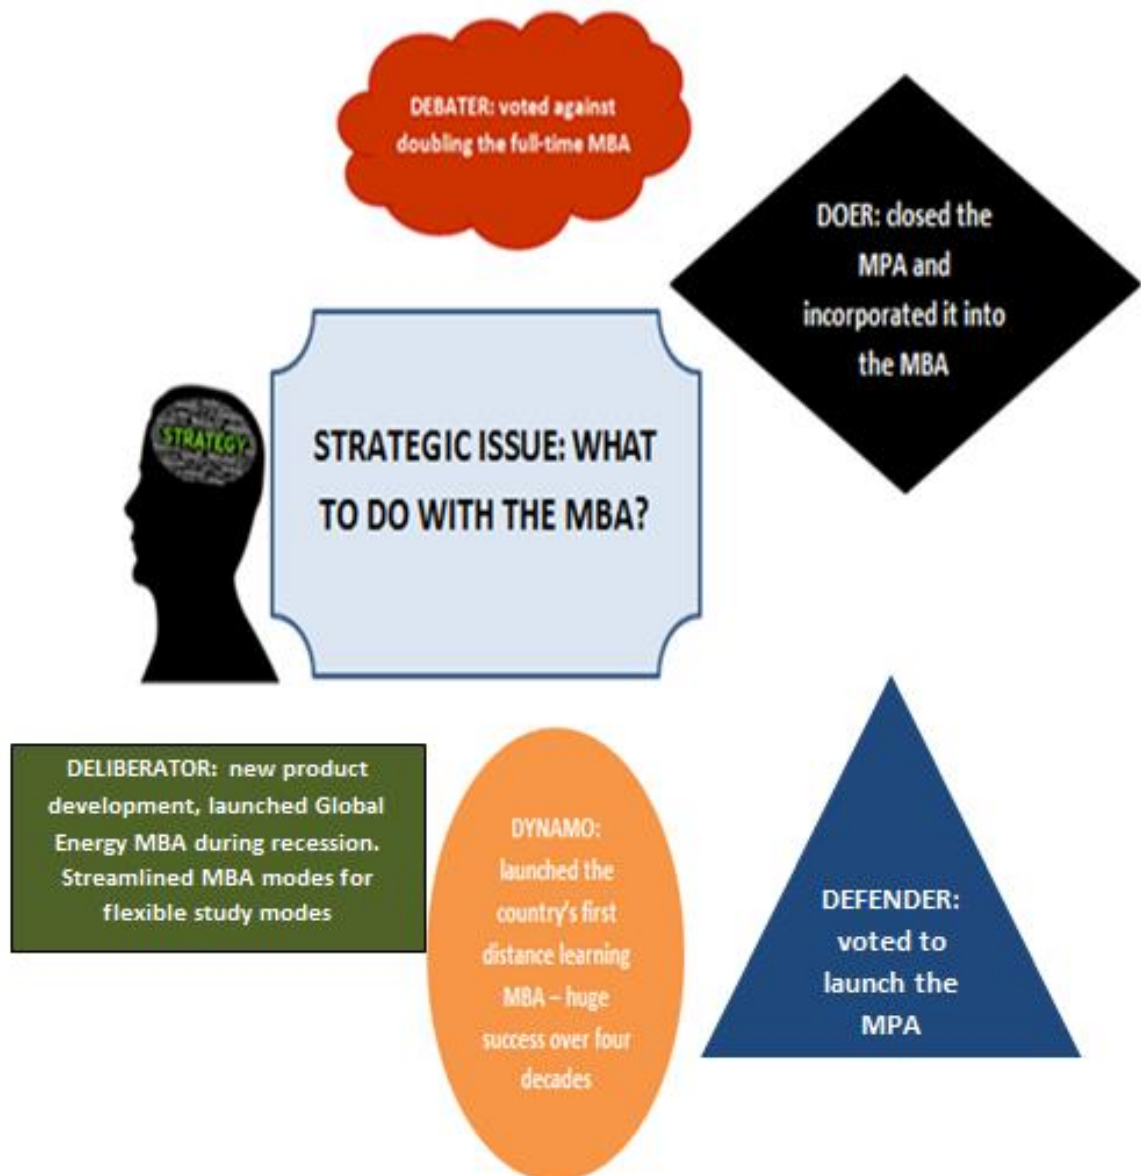 DEBATER: voted against
doubling the full-time MBA
DOER: closed the
MPA and
incorporated it into
the MBA
STRATEGY
STRATEGIC ISSUE: WHAT
TO DO WITH THE MBA?
DELIBERATOR: new product
development, launched Global
Energy MBA during recession.
Streamlined MBA modes for
flexible study modes
DYNAMO:
launched the
country's first
distance learning
MBA – huge
success over four
decades
DEFENDER:
voted to
launch the
MPA